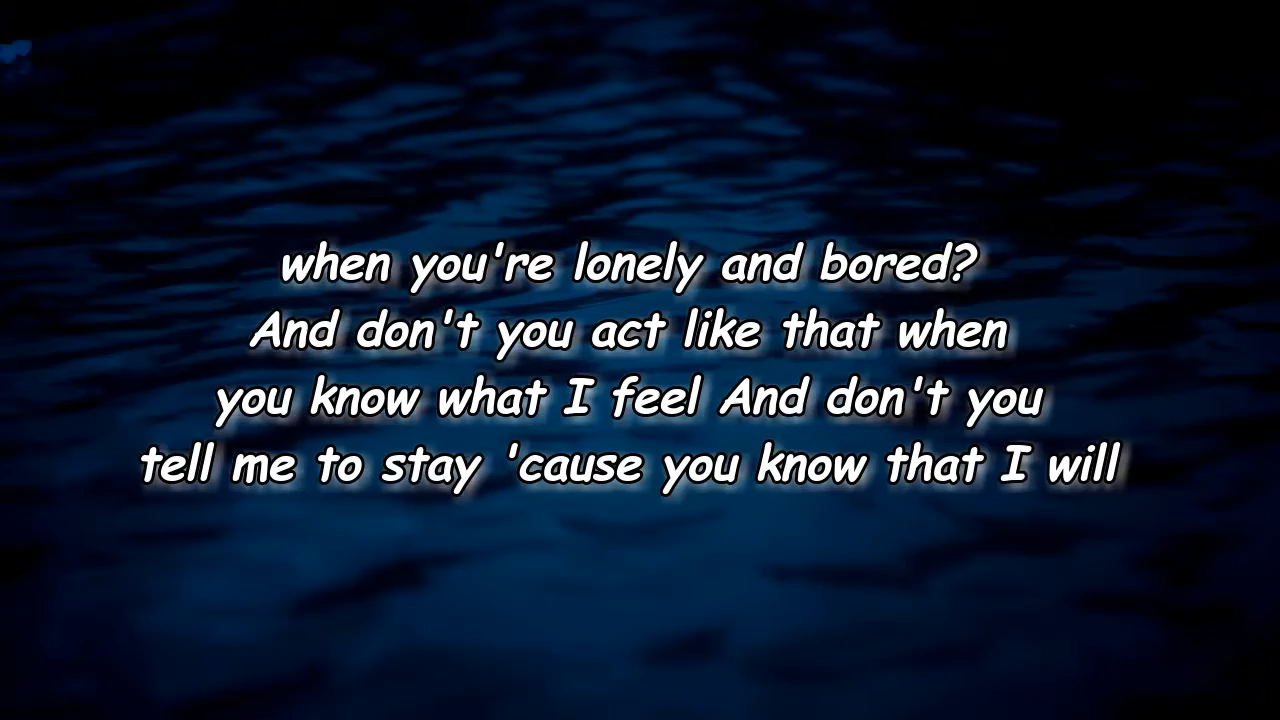 when you're lonely and bored?
And don't you act like that when
you know what I feel And don't you
tell me to stay 'cause you know that I will